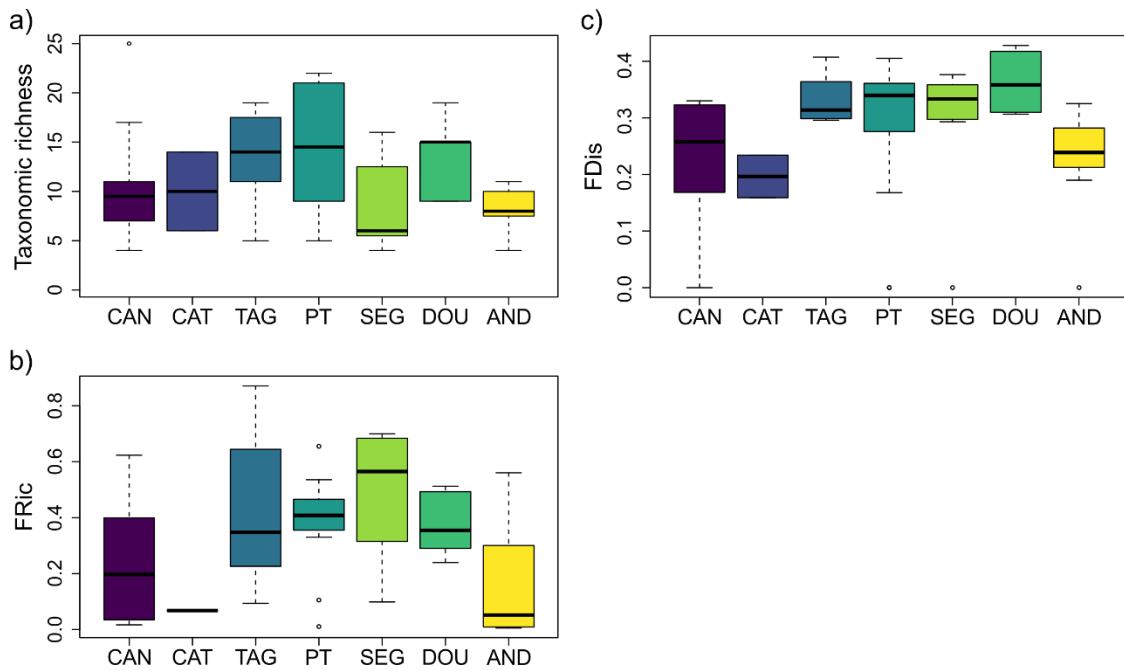 a)
Taxonomic richness
25
20
15
10
5
0
CAN CAT TAG PT SEG DOU AND
c)
FDis
0.4
0.3
0.2
0.1
0.0
CAN CAT TAG PT SEG DOU AND
b)
FRic
0.8
0.6
0.4
0.2
0.0
CAN CAT TAG PT SEG DOU AND